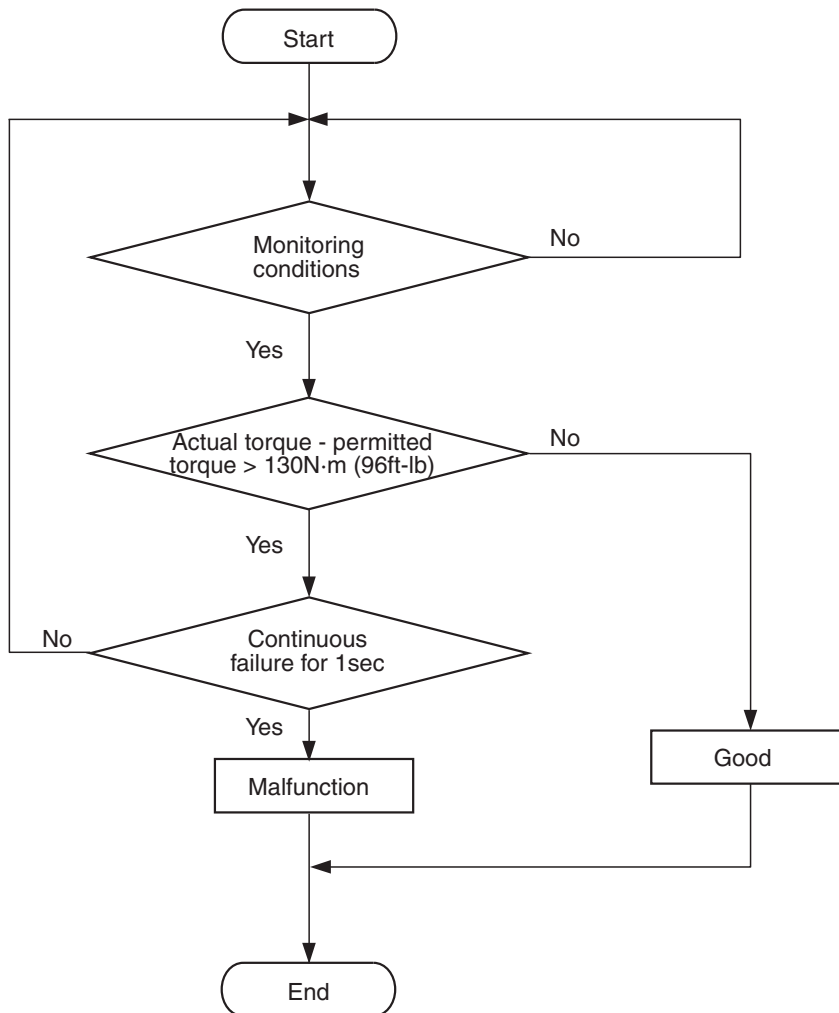 Start
Monitoring
conditions
No
Yes
Actual torque - permitted
torque > 130N·m (96ft-lb)
No
Yes
Continuous
failure for 1sec
No
Yes
Malfunction
Good
End